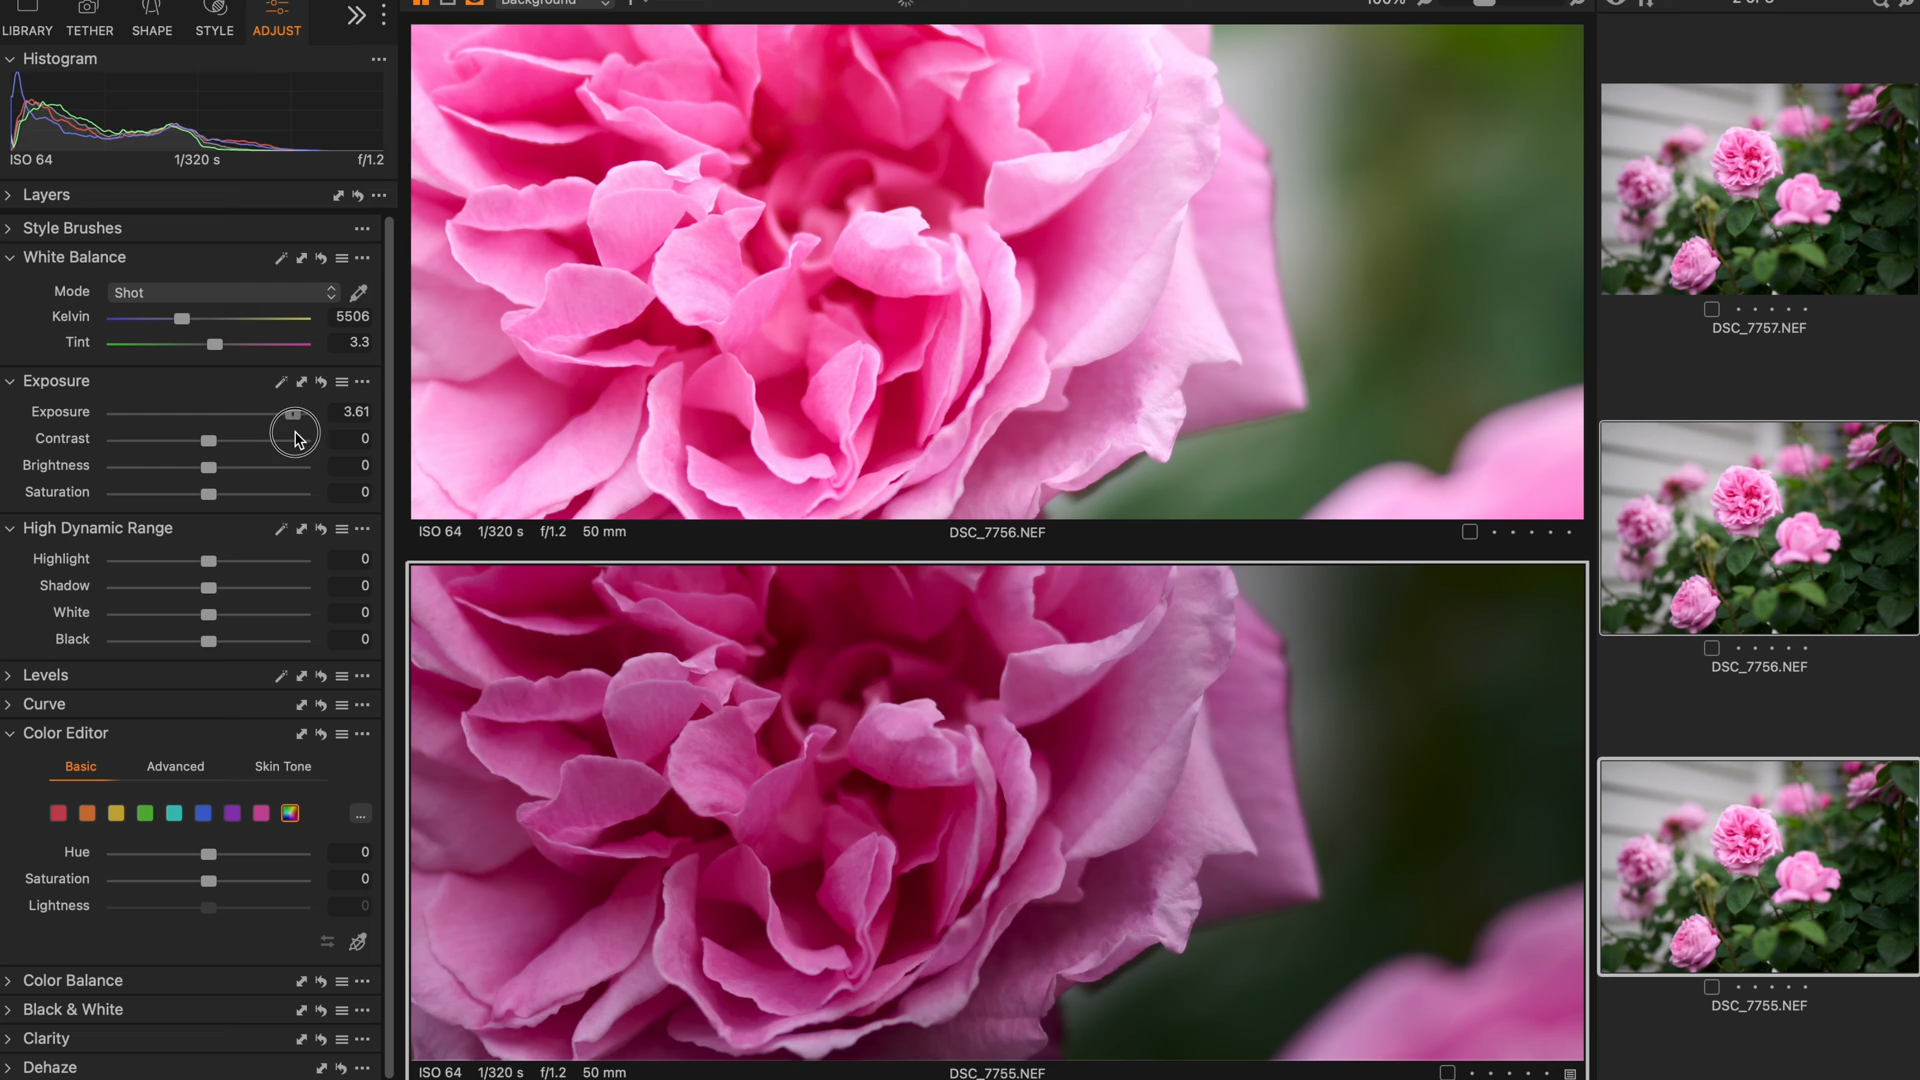 Background
100%
LIBRARY TETHER SHAPE STYLE ADJUST
Histogram
ISO 64 1/320 s f/1.2
Layers
Style Brushes
White Balance
Mode Shot
Kelvin 5506
Tint 3.3
Exposure
Exposure 3.61
Contrast 0
Brightness 0
Saturation 0
High Dynamic Range
Highlight 0
Shadow 0
White 0
Black 0
Levels
Curve
Color Editor
Basic Advanced Skin Tone
...
Hue 0
Saturation 0
Lightness 0
Color Balance
Black & White
Clarity
Dehaze
ISO 64 1/320 s f/1.2 50 mm DSC_7756.NEF
ISO 64 1/320 s f/1.2 50 mm DSC_7755.NEF
DSC_7757.NEF
DSC_7756.NEF
DSC_7755.NEF